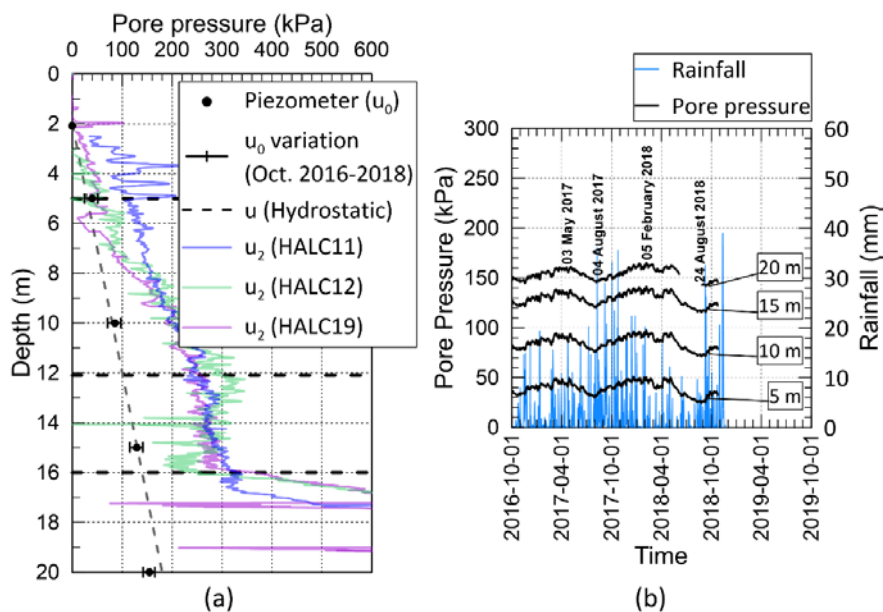 Pore pressure (kPa)
0 100 200 300 400 500 600
Depth (m)
0
2
4
6
8
10
12
14
16
18
20
Piezometer (u0)
u0 variation
(Oct. 2016-2018)
u (Hydrostatic)
u2 (HALC11)
u2 (HALC12)
u2 (HALC19)
(a)
Rainfall
Pore pressure
Pore Pressure (kPa)
300
250
200
150
100
50
0
Rainfall (mm)
60
50
40
30
20
10
0
03 May 2017
04 August 2017
05 February 2018
24 August 2018
20 m
15 m
10 m
5 m
2016-10-01
2017-04-01
2017-10-01
2018-04-01
2018-10-01
2019-04-01
2019-10-01
Time
(b)